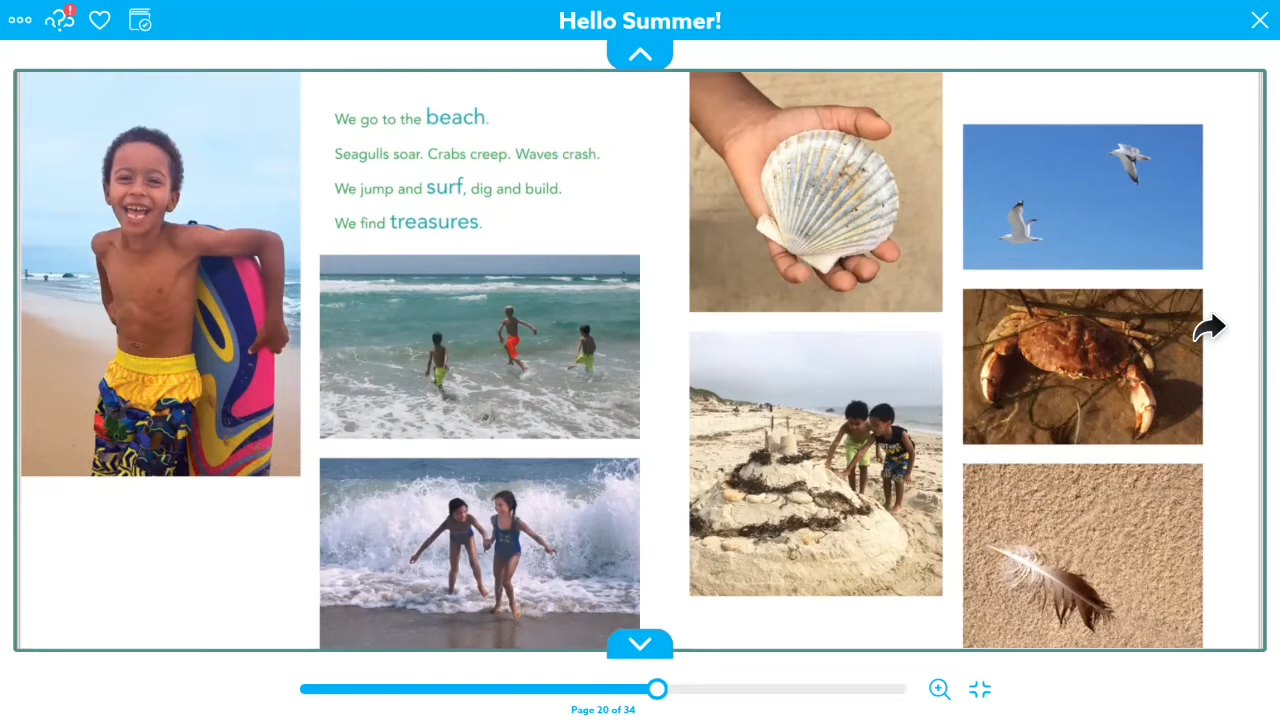 Hello Summer!
We go to the beach.
Seagulls soar. Crabs creep. Waves crash.
We jump and surf, dig and build.
We find treasures.
Page 20 of 34